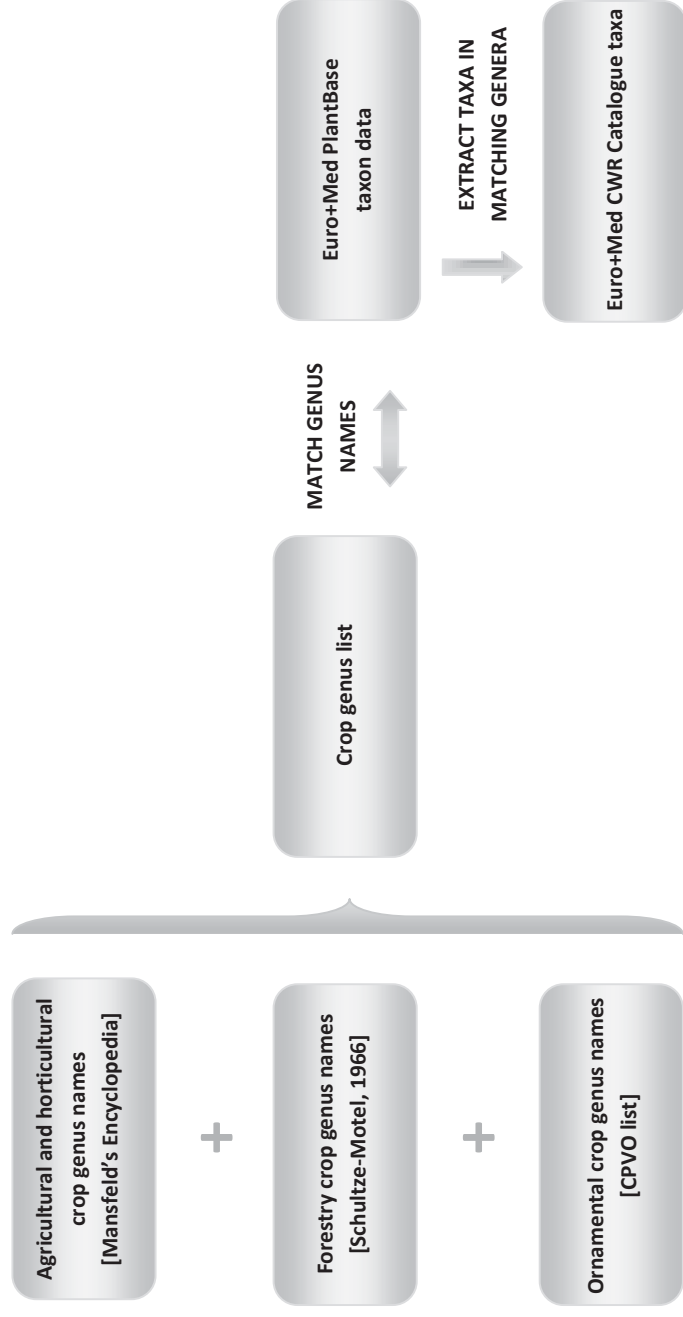 Agricultural and horticultural
crop genus names
[Mansfeld’s Encyclopedia]
+
Forestry crop genus names
[Schultze-Motel, 1966]
+
Ornamental crop genus names
[CPVO list]
Crop genus list
MATCH GENUS
NAMES
Euro+Med PlantBase
taxon data
EXTRACT TAXA IN
MATCHING GENERA
Euro+Med CWR Catalogue taxa